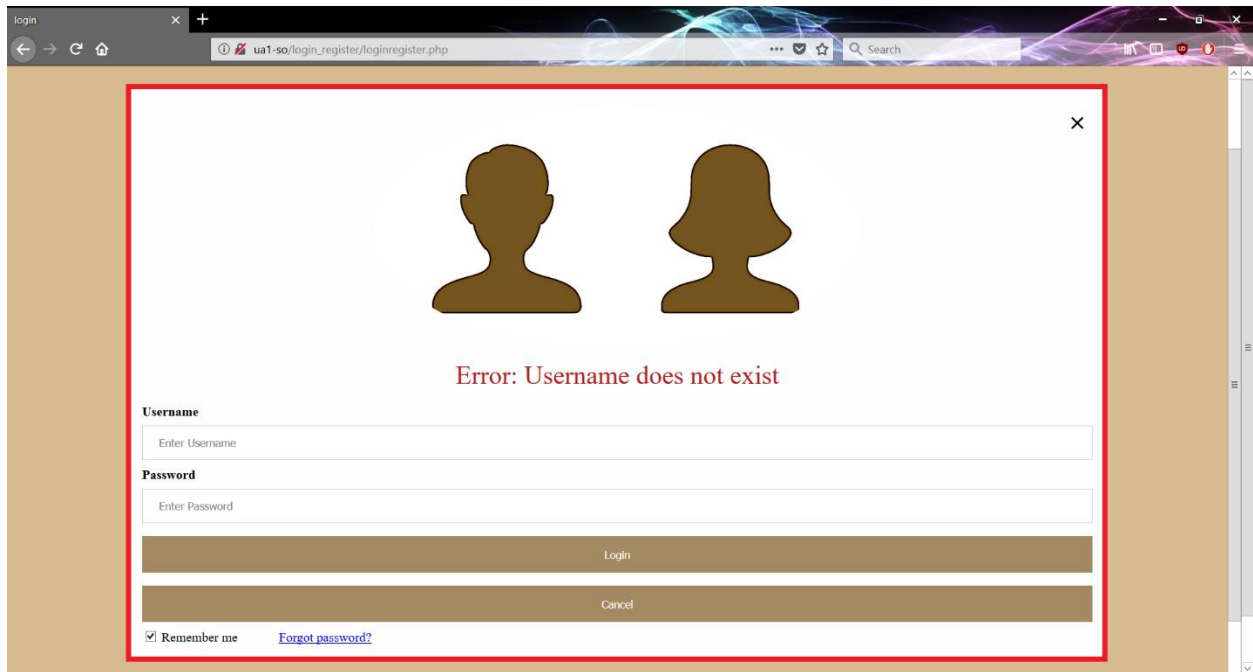 login
ua1-so/login_register/loginregister.php
Search
Error: Username does not exist
Username
Enter Username
Password
Enter Password
Login
Cancel
Remember me Forgot password?